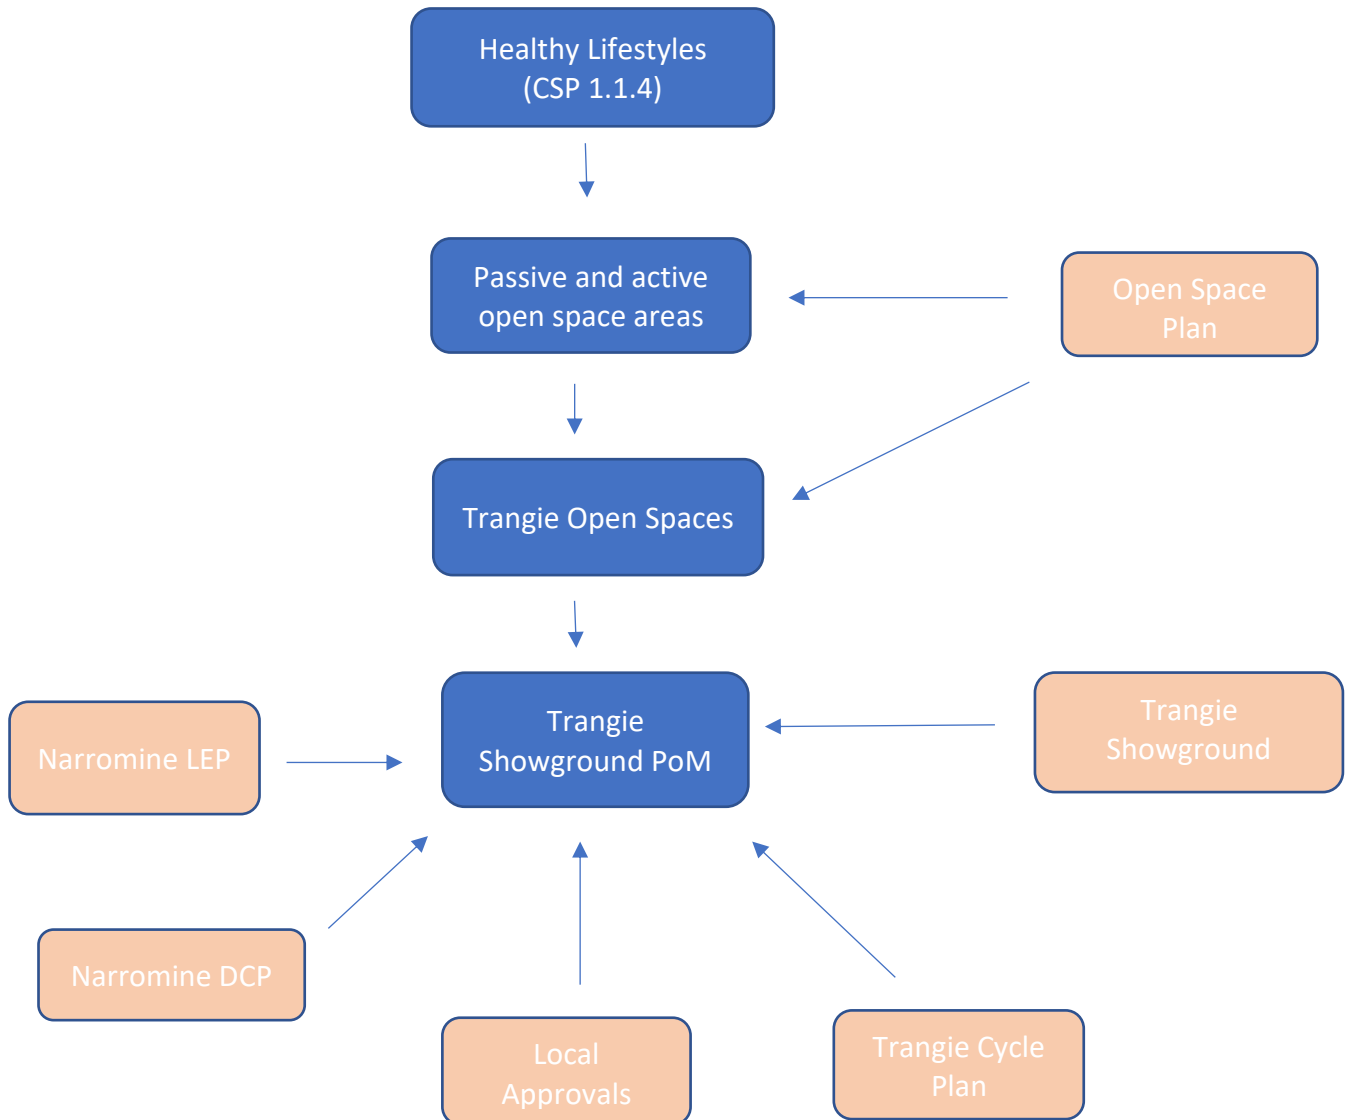 Healthy Lifestyles
(CSP 1.1.4)
Passive and active
open space areas
Open Space
Plan
Trangie Open Spaces
Trangie
Showground PoM
Trangie
Showground
Narromine LEP
Narromine DCP
Local
Approvals
Trangie Cycle
Plan